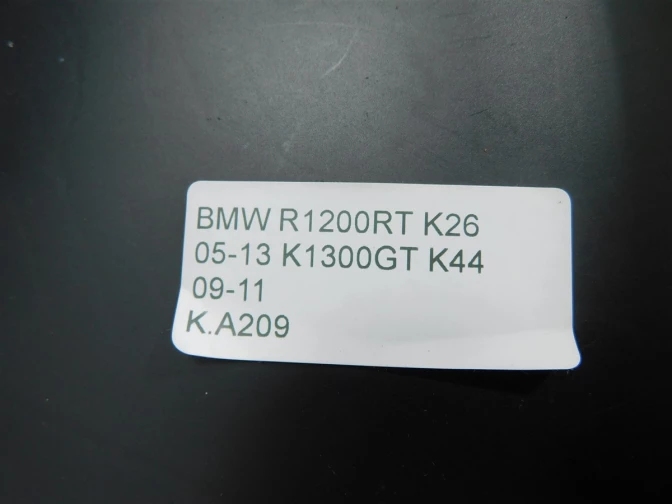 BMW R1200RT K26
05-13 K1300GT K44
09-11
K.A209